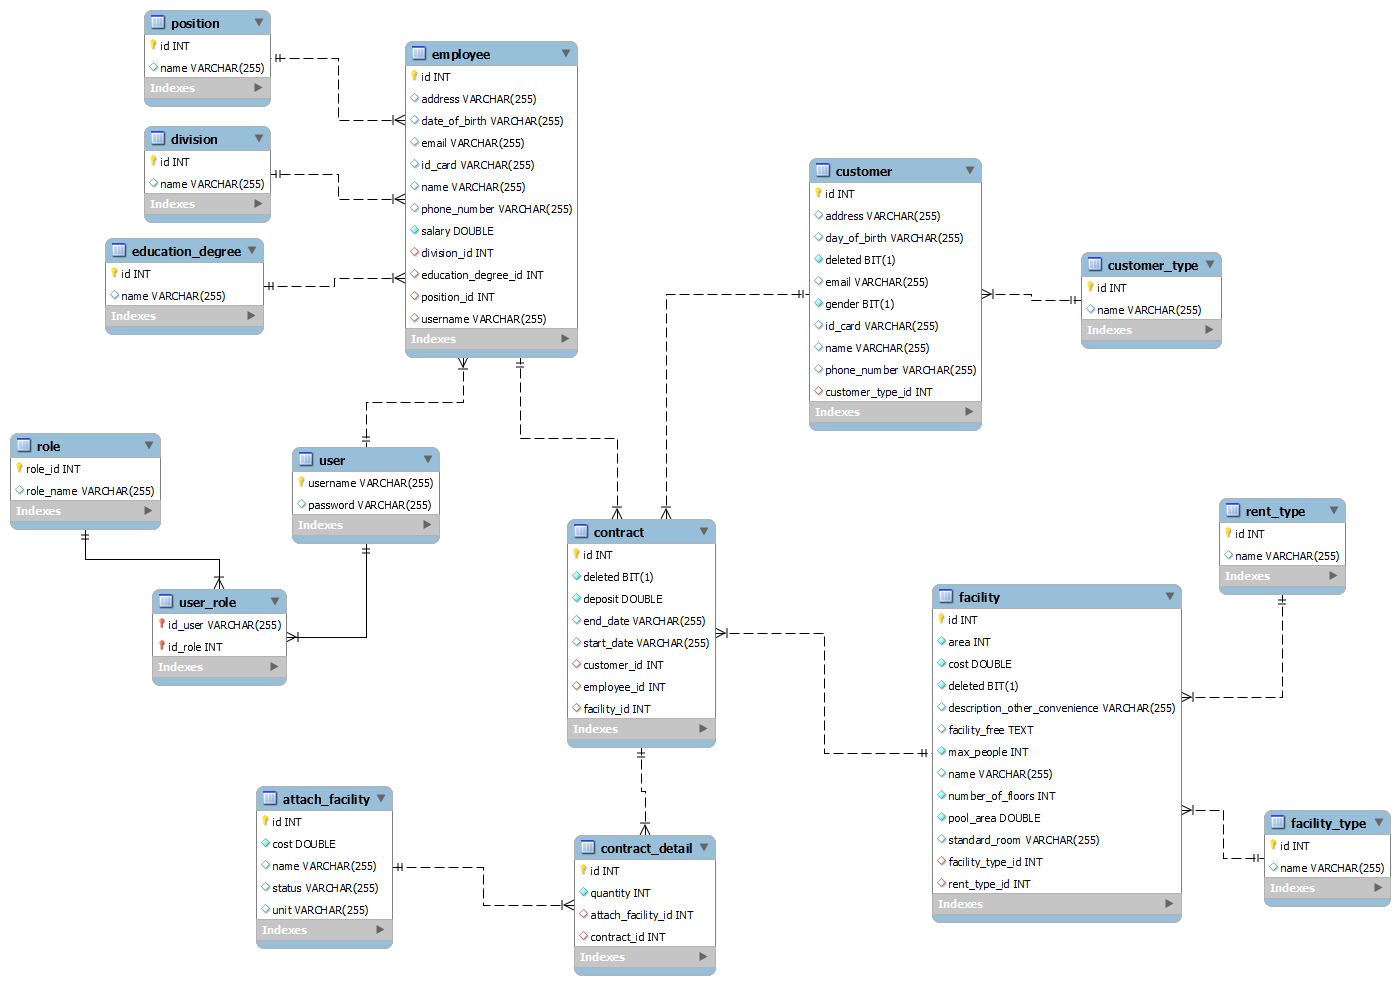 position
id INT
name VARCHAR(255)
Indexes
division
id INT
name VARCHAR(255)
Indexes
education_degree
id INT
name VARCHAR(255)
Indexes
employee
id INT
address VARCHAR(255)
date_of_birth VARCHAR(255)
email VARCHAR(255)
id_card VARCHAR(255)
name VARCHAR(255)
phone_number VARCHAR(255)
salary DOUBLE
division_id INT
education_degree_id INT
position_id INT
username VARCHAR(255)
Indexes
customer
id INT
address VARCHAR(255)
day_of_birth VARCHAR(255)
deleted BIT(1)
email VARCHAR(255)
gender BIT(1)
id_card VARCHAR(255)
name VARCHAR(255)
phone_number VARCHAR(255)
customer_type_id INT
Indexes
customer_type
id INT
name VARCHAR(255)
Indexes
role
role_id INT
role_name VARCHAR(255)
Indexes
user
username VARCHAR(255)
password VARCHAR(255)
Indexes
user_role
id_user VARCHAR(255)
id_role INT
Indexes
contract
id INT
deleted BIT(1)
deposit DOUBLE
end_date VARCHAR(255)
start_date VARCHAR(255)
customer_id INT
employee_id INT
facility_id INT
Indexes
rent_type
id INT
name VARCHAR(255)
Indexes
facility
id INT
area INT
cost DOUBLE
deleted BIT(1)
description_other_convenience VARCHAR(255)
facility_free TEXT
max_people INT
name VARCHAR(255)
number_of_floors INT
pool_area DOUBLE
standard_room VARCHAR(255)
facility_type_id INT
rent_type_id INT
Indexes
facility_type
id INT
name VARCHAR(255)
Indexes
attach_facility
id INT
cost DOUBLE
name VARCHAR(255)
status VARCHAR(255)
unit VARCHAR(255)
Indexes
contract_detail
id INT
quantity INT
attach_facility_id INT
contract_id INT
Indexes